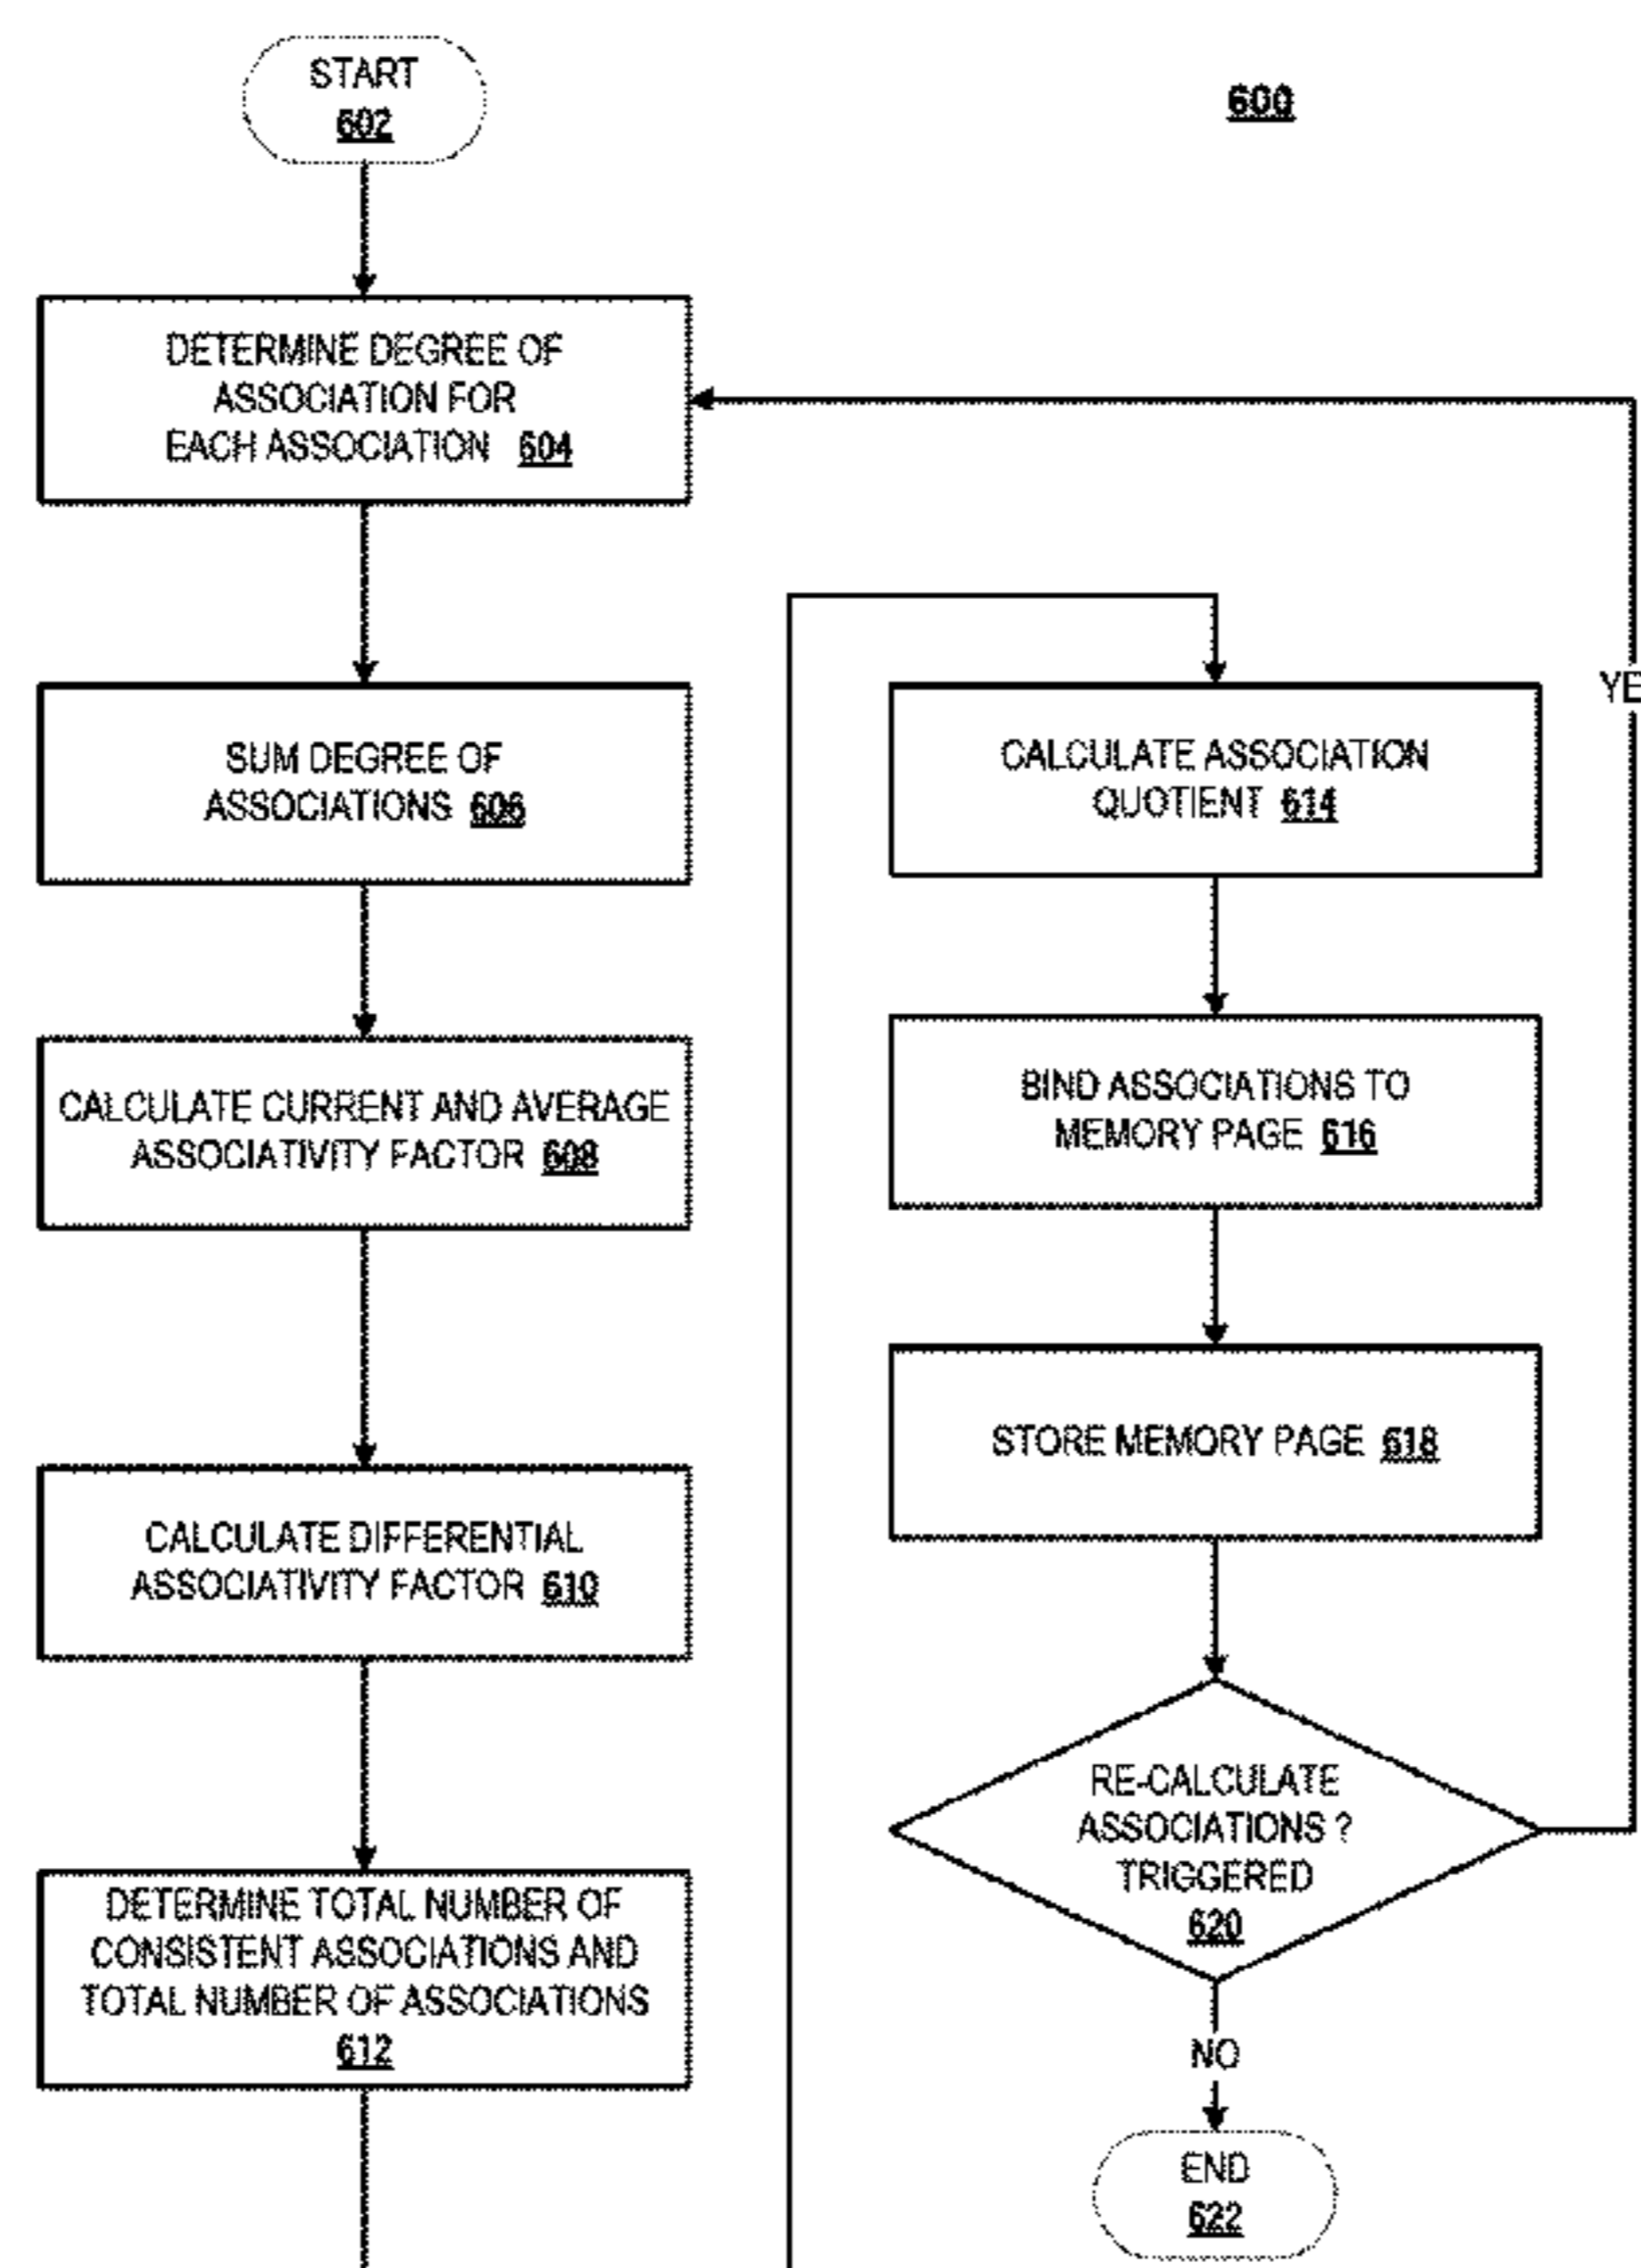 START
602
600
DETERMINE DEGREE OF
ASSOCIATION FOR
EACH ASSOCIATION 604
SUM DEGREE OF
ASSOCIATIONS 606
CALCULATE CURRENT AND AVERAGE
ASSOCIATIVITY FACTOR 608
CALCULATE DIFFERENTIAL
ASSOCIATIVITY FACTOR 610
DETERMINE TOTAL NUMBER OF
CONSISTENT ASSOCIATIONS AND
TOTAL NUMBER OF ASSOCIATIONS
612
CALCULATE ASSOCIATION
QUOTIENT 614
BIND ASSOCIATIONS TO
MEMORY PAGE 616
STORE MEMORY PAGE 618
RE-CALCULATE
ASSOCIATIONS ?
TRIGGERED
620
YE
NO
END
622